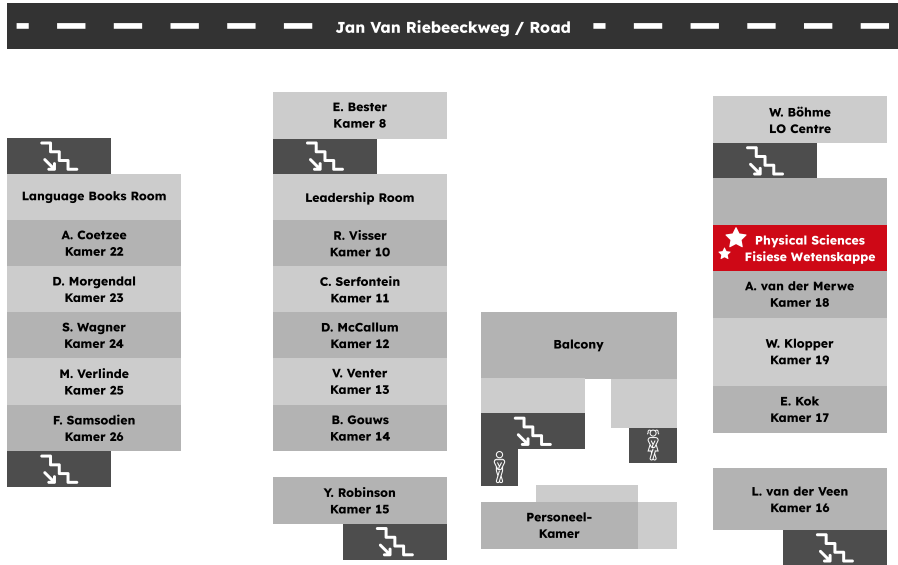 Jan Van Riebeeckweg / Road
Language Books Room
A. Coetzee
Kamer 22
D. Morgendal
Kamer 23
S. Wagner
Kamer 24
M. Verlinde
Kamer 25
F. Samsodien
Kamer 26
E. Bester
Kamer 8
Leadership Room
R. Visser
Kamer 10
C. Serfontein
Kamer 11
D. McCallum
Kamer 12
V. Venter
Kamer 13
B. Gouws
Kamer 14
Y. Robinson
Kamer 15
Balcony
Personeel-
Kamer
W. Böhme
LO Centre
Physical Sciences
Fisiese Wetenskappe
A. van der Merwe
Kamer 18
W. Klopper
Kamer 19
E. Kok
Kamer 17
L. van der Veen
Kamer 16